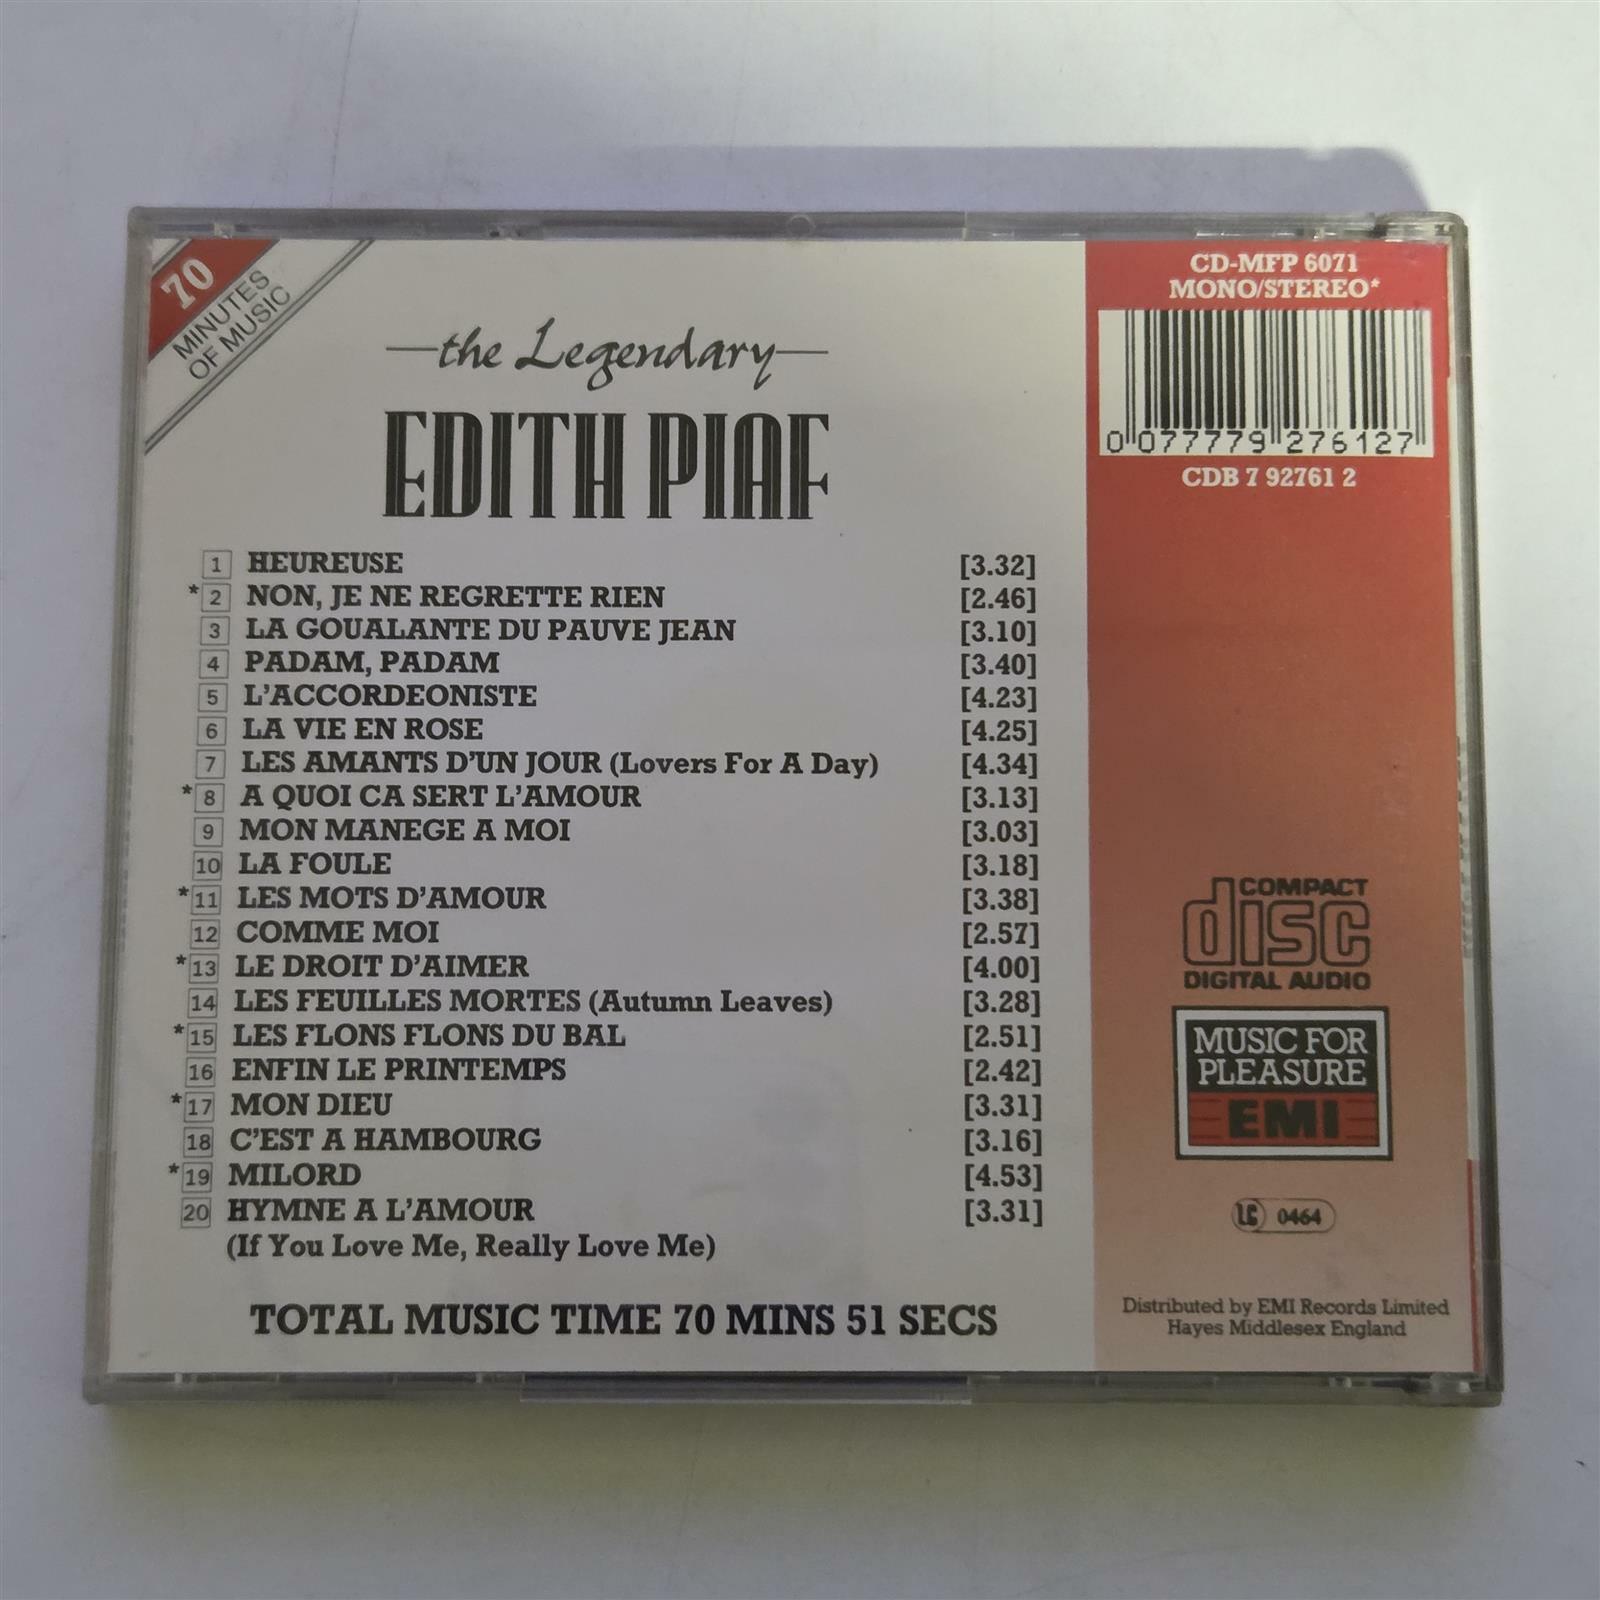 70
MINUTES
OF MUSIC
the Legendary
EDITH PIAF
1 HEUREUSE [3.32]
*2 NON, JE NE REGRETTE RIEN [2.46]
3 LA GOUALANTE DU PAUVE JEAN [3.10]
4 PADAM, PADAM [3.40]
5 L'ACCORDEONISTE [4.23]
6 LA VIE EN ROSE [4.25]
7 LES AMANTS D'UN JOUR (Lovers For A Day) [4.34]
*8 A QUOI CA SERT L'AMOUR [3.13]
9 MON MANEGE A MOI [3.03]
10 LA FOULE [3.18]
*11 LES MOTS D'AMOUR [3.38]
12 COMME MOI [2.57]
*13 LE DROIT D'AIMER [4.00]
14 LES FEUILLES MORTES (Autumn Leaves) [3.28]
*15 LES FLONS FLONS DU BAL [2.51]
16 ENFIN LE PRINTEMPS [2.42]
*17 MON DIEU [3.31]
18 C'EST A HAMBOURG [3.16]
*19 MILORD [4.53]
20 HYMNE A L'AMOUR [3.31]
(If You Love Me, Really Love Me)
TOTAL MUSIC TIME 70 MINS 51 SECS
CD-MFP 6071
MONO/STEREO*
0 077779 276127
CDB 7 92761 2
COMPACT
disc
DIGITAL AUDIO
MUSIC FOR
PLEASURE
EMI
LC 0464
Distributed by EMI Records Limited
Hayes Middlesex England